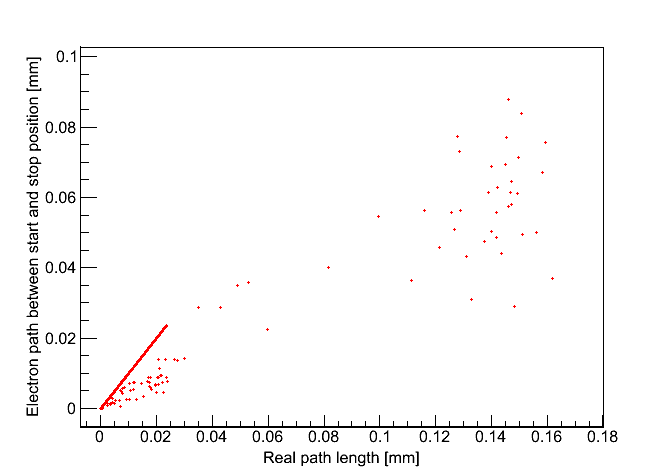 Electron path between start and stop position [mm]
0.1
0.08
0.06
0.04
0.02
0
0 0.02 0.04 0.06 0.08 0.1 0.12 0.14 0.16 0.18
Real path length [mm]